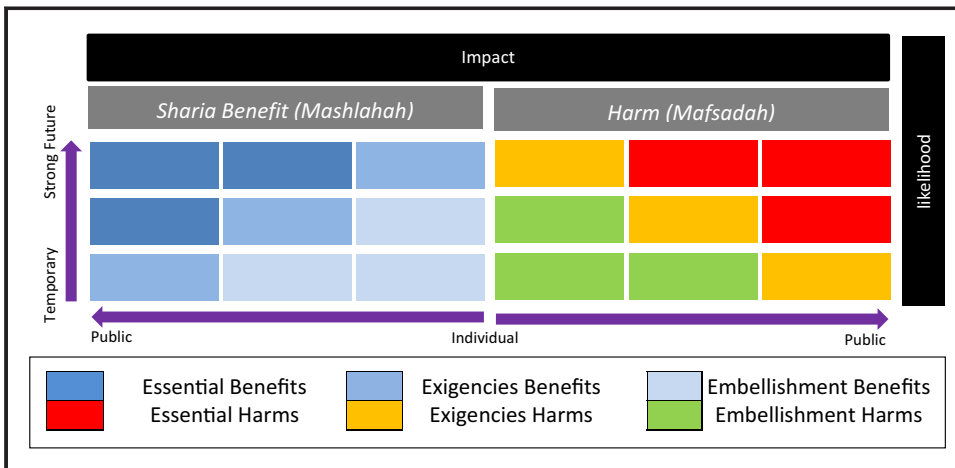 Impact
Sharia Benefit (Mashlahah)
Harm (Mafsadah)
Strong Future
Temporary
likelihood
Public
Individual
Public
Essential Benefits
Essential Harms
Exigencies Benefits
Exigencies Harms
Embellishment Benefits
Embellishment Harms